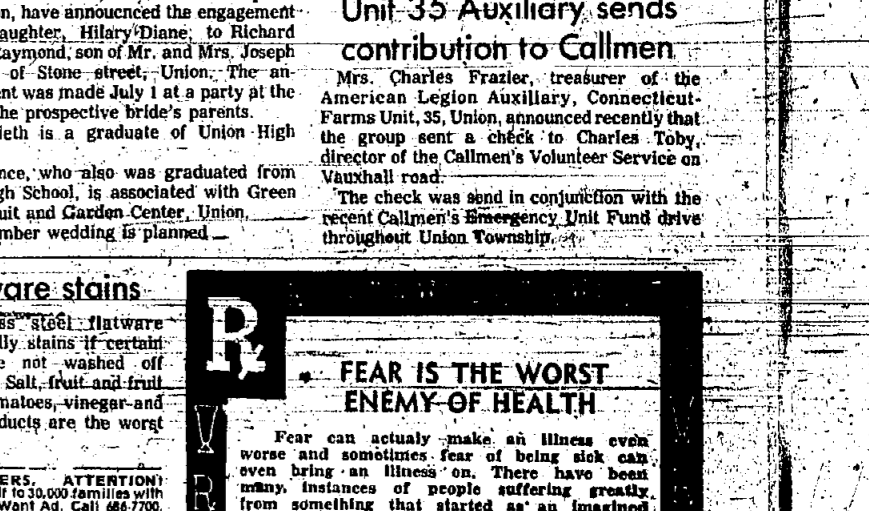 n, have annoucnced the engagement
aughter, Hilary Diane, to Richard
Raymond, son of Mr. and Mrs. Joseph
of Stone street, Union. The an-
nt was made July 1 at a party at the
he prospective bride's parents.
ieth is a graduate of Union High
nce, who also was graduated from
gh School, is associated with Green
uit and Garden Center, Union.
mber wedding is planned
ware stains
ss steel flatware
lly stains if certain
e not washed off
Salt, fruit and fruit
matoes, vinegar and
ducts are the worst
ERS, ATTENTION!
lf to 30,000 families with
Want Ad. Call 686-7700.
Unit 35 Auxiliary sends
contribution to Callmen
Mrs. Charles Frazier, treasurer of the
American Legion Auxiliary, Connecticut-
Farms Unit, 35, Union, announced recently that
the group sent a check to Charles Toby,
director of the Callmen's Volunteer Service on
Vauxhall road.
The check was send in conjunction with the
recent Callmen's Emergency Unit Fund drive
throughout Union Township.
Rx
V
R
FEAR IS THE WORST
ENEMY OF HEALTH
Fear can actualy make an illness even
worse and somotimes fear of being sick can
even bring an illness on. There have been
many, instances of people suffering greatly
from something that started as an imagined